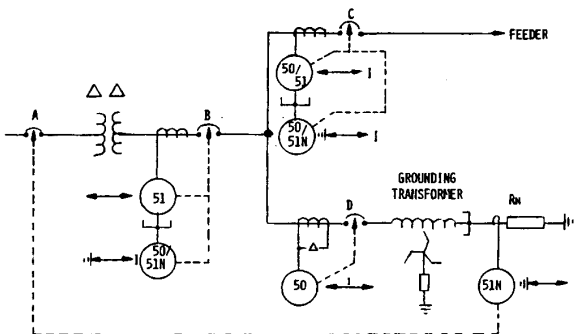 C
FEEDER
50/
51
I
A
Δ Δ
B
50/
51N
I
51
GROUNDING
TRANSFORMER
D
RN
50/
51N
I
Δ
50
I
51N